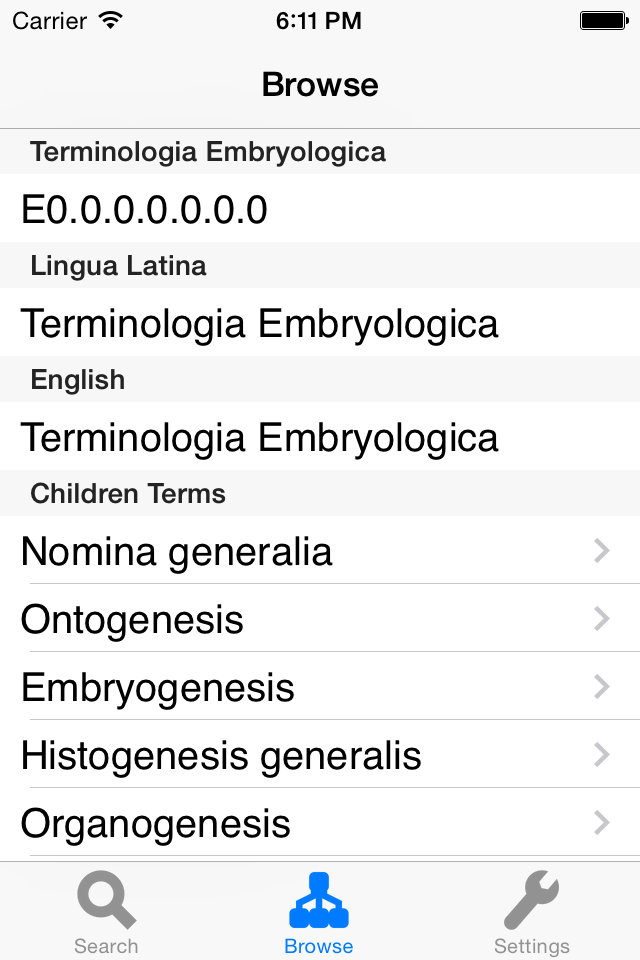 Carrier 6:11 PM
Browse
Terminologia Embryologica
E0.0.0.0.0.0.0
Lingua Latina
Terminologia Embryologica
English
Terminologia Embryologica
Children Terms
Nomina generalia
Ontogenesis
Embryogenesis
Histogenesis generalis
Organogenesis
Search Browse Settings